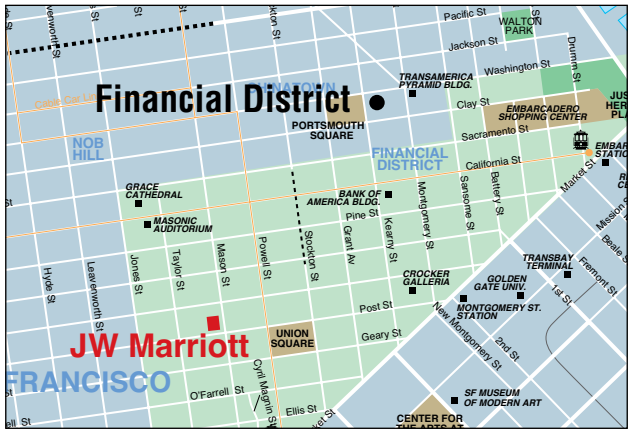 Pacific St
WALTON
PARK
Jackson St
Washington St
Drumm St
TRANSAMERICA
PYRAMID BLDG.
CHINATOWN
Financial District
Clay St
EMBARCADERO
SHOPPING CENTER
PORTSMOUTH
SQUARE
Sacramento St
NOB
HILL
FINANCIAL
DISTRICT
California St
Market St
GRACE
CATHEDRAL
BANK OF
AMERICA BLDG.
MASONIC
AUDITORIUM
Pine St
Montgomery St
Sansome St
Battery St
Mission S
Beale S
Hyde St
Leavenworth St
Jones St
Taylor St
Mason St
Powell St
Stockton St
Grant Av
Kearny St
TRANSBAY
TERMINAL
Fremont St
CROCKER
GALLERIA
GOLDEN
GATE UNIV.
1st St
MONTGOMERY ST.
STATION
New Montgomery St
2nd St
Post St
Geary St
UNION
SQUARE
JW Marriott
FRANCISCO
O'Farrell St
Cyril Magnin St
Ellis St
SF MUSEUM
OF MODERN ART
CENTER FOR
THE ARTS AT